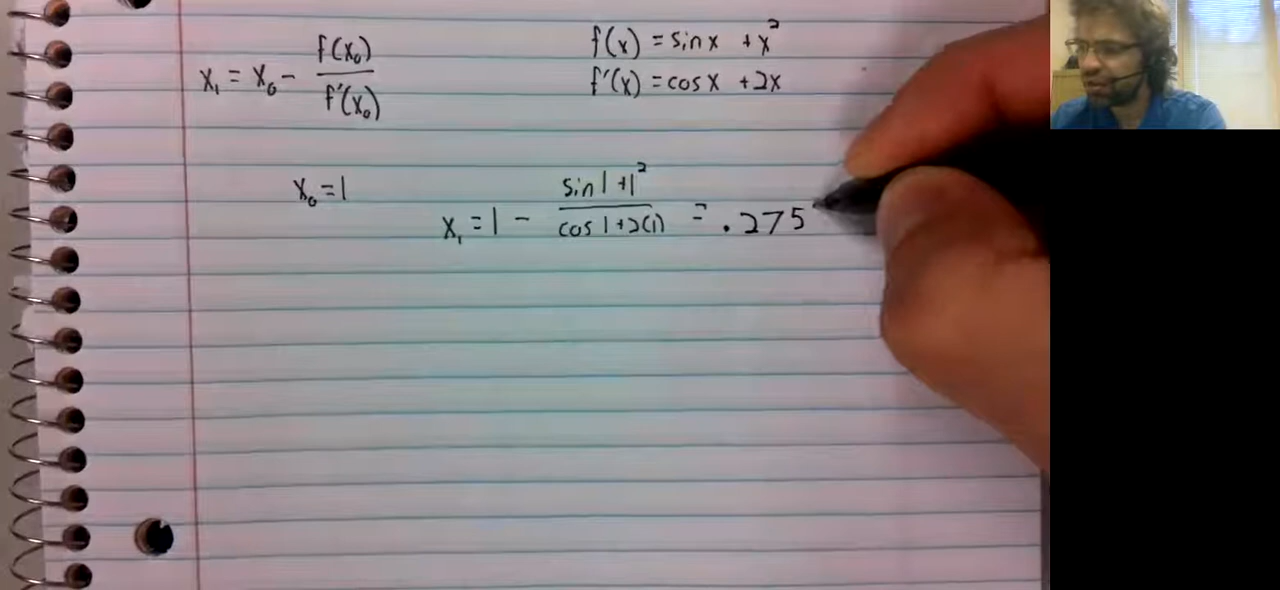 x₁ = x₀ - f(x₀)/f'(x₀)
f(x) = sin x + x²
f'(x) = cos x + 2x
x₀ = 1
x₁ = 1 - (sin 1 + 1²)/(cos 1 + 2(1)) = .275